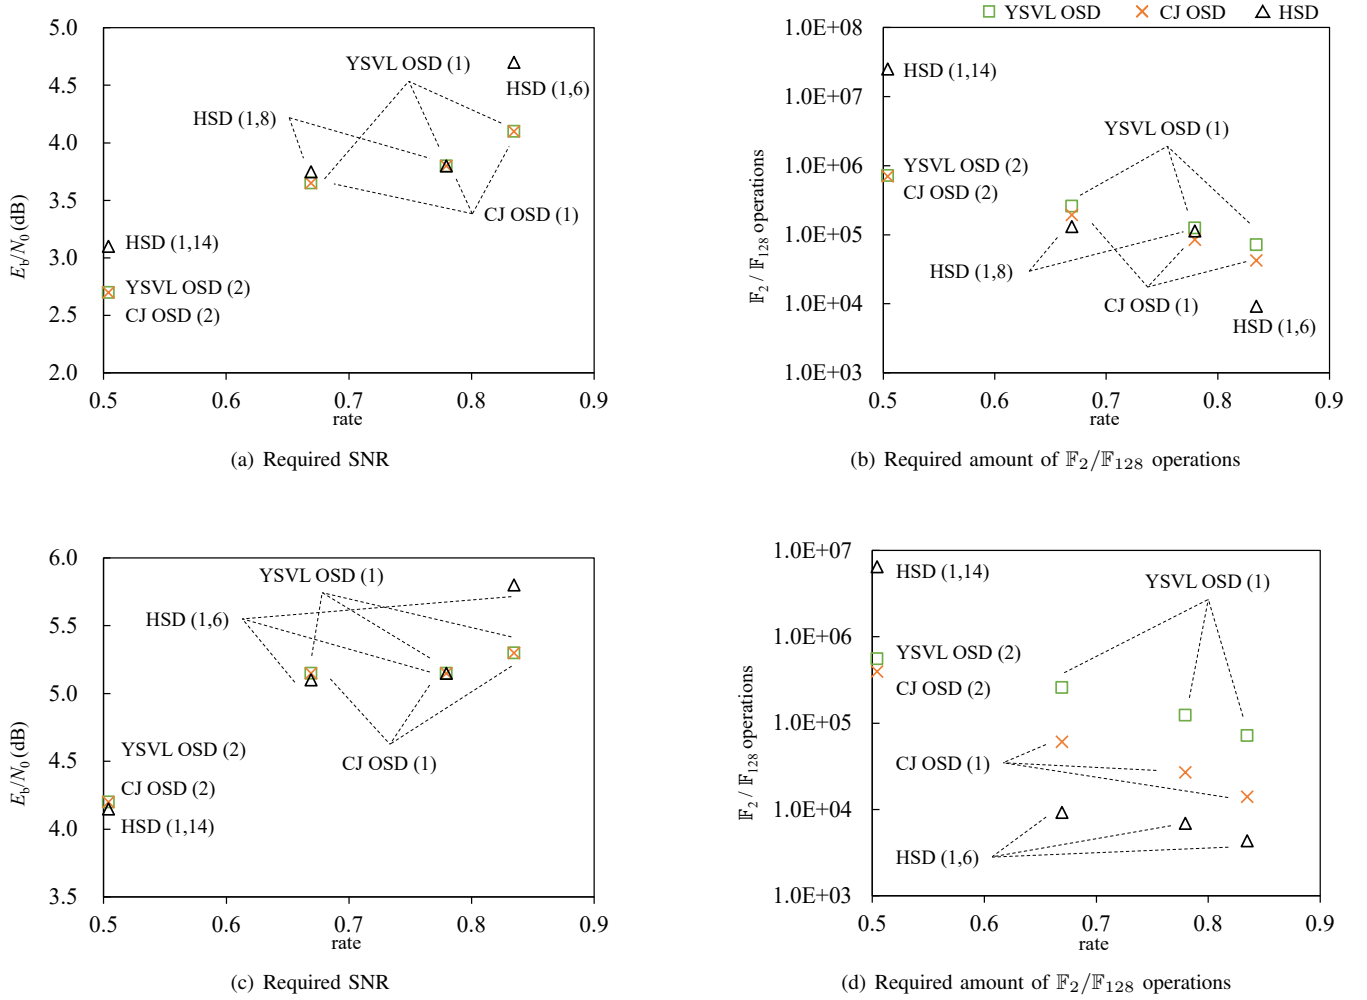 5.0
4.5
4.0
3.5
3.0
2.5
2.0
0.5 0.6 0.7 0.8 0.9
rate
E_b/N_0 (dB)
YSVL OSD (1)
HSD (1,6)
HSD (1,8)
CJ OSD (1)
HSD (1,14)
YSVL OSD (2)
CJ OSD (2)
(a) Required SNR
YSVL OSD CJ OSD HSD
1.0E+08
1.0E+07
1.0E+06
1.0E+05
1.0E+04
1.0E+03
0.5 0.6 0.7 0.8 0.9
rate
𝔽_2 / 𝔽_128 operations
HSD (1,14)
YSVL OSD (1)
YSVL OSD (2)
CJ OSD (2)
HSD (1,8)
CJ OSD (1)
HSD (1,6)
(b) Required amount of 𝔽_2/𝔽_128 operations
6.0
5.5
5.0
4.5
4.0
3.5
0.5 0.6 0.7 0.8 0.9
rate
E_b/N_0 (dB)
YSVL OSD (1)
HSD (1,6)
YSVL OSD (2)
CJ OSD (1)
CJ OSD (2)
HSD (1,14)
(c) Required SNR
1.0E+07
1.0E+06
1.0E+05
1.0E+04
1.0E+03
0.5 0.6 0.7 0.8 0.9
rate
𝔽_2 / 𝔽_128 operations
HSD (1,14)
YSVL OSD (1)
YSVL OSD (2)
CJ OSD (2)
CJ OSD (1)
HSD (1,6)
(d) Required amount of 𝔽_2/𝔽_128 operations